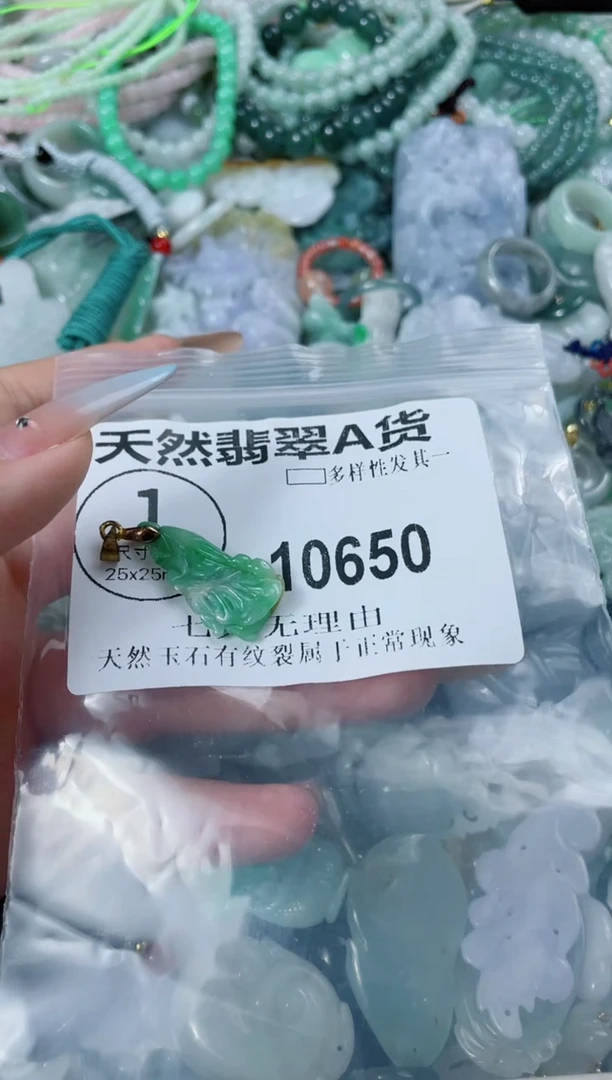 天然翡翠A货
多样性发其一
1
尺寸
25x25
10650
七 无理由
天然玉石有纹裂属于正常现象